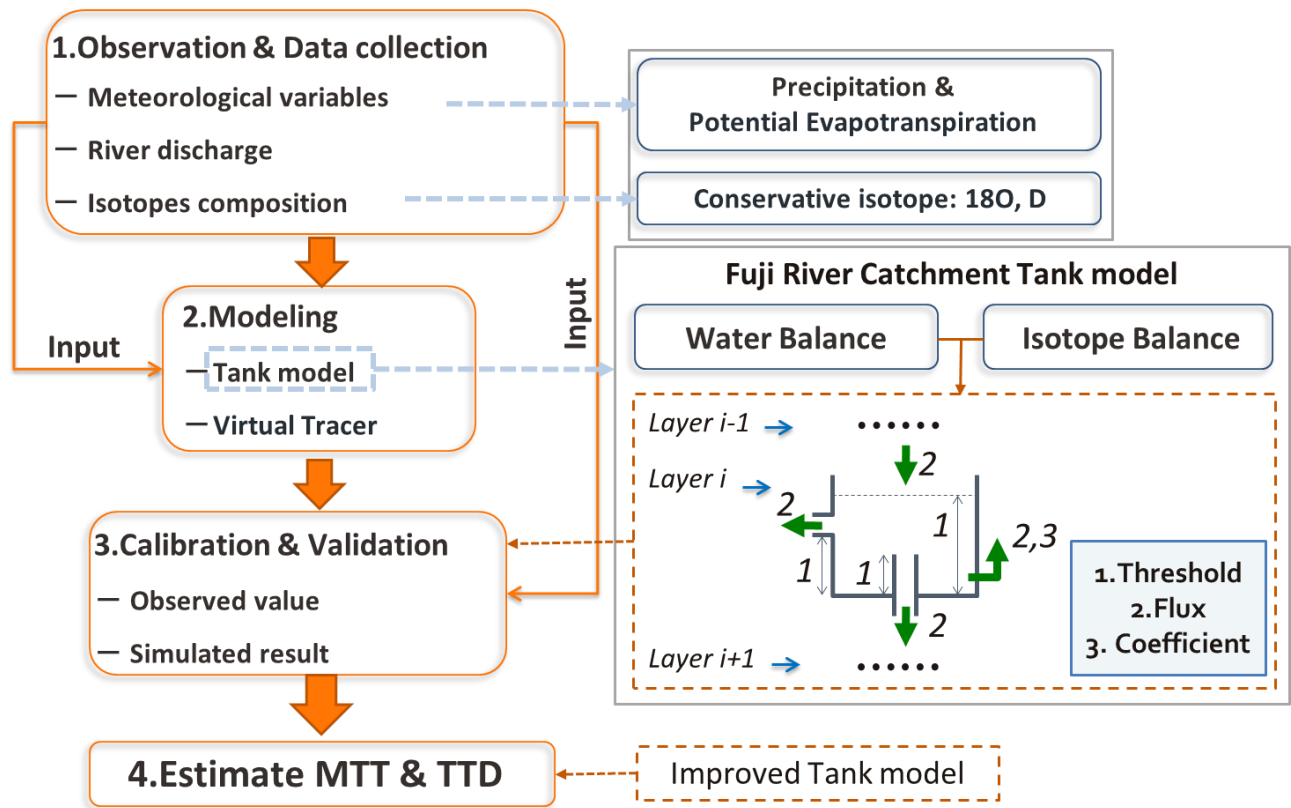 1.Observation & Data collection
— Meteorological variables
— River discharge
— Isotopes composition
Precipitation &
Potential Evapotranspiration
Conservative isotope: 18O, D
Input
Input
2.Modeling
— Tank model
— Virtual Tracer
Fuji River Catchment Tank model
Water Balance
Isotope Balance
Layer i-1
......
2
Layer i
2
1
2,3
1
1
2
Layer i+1
......
1.Threshold
2.Flux
3. Coefficient
3.Calibration & Validation
— Observed value
— Simulated result
4.Estimate MTT & TTD
Improved Tank model